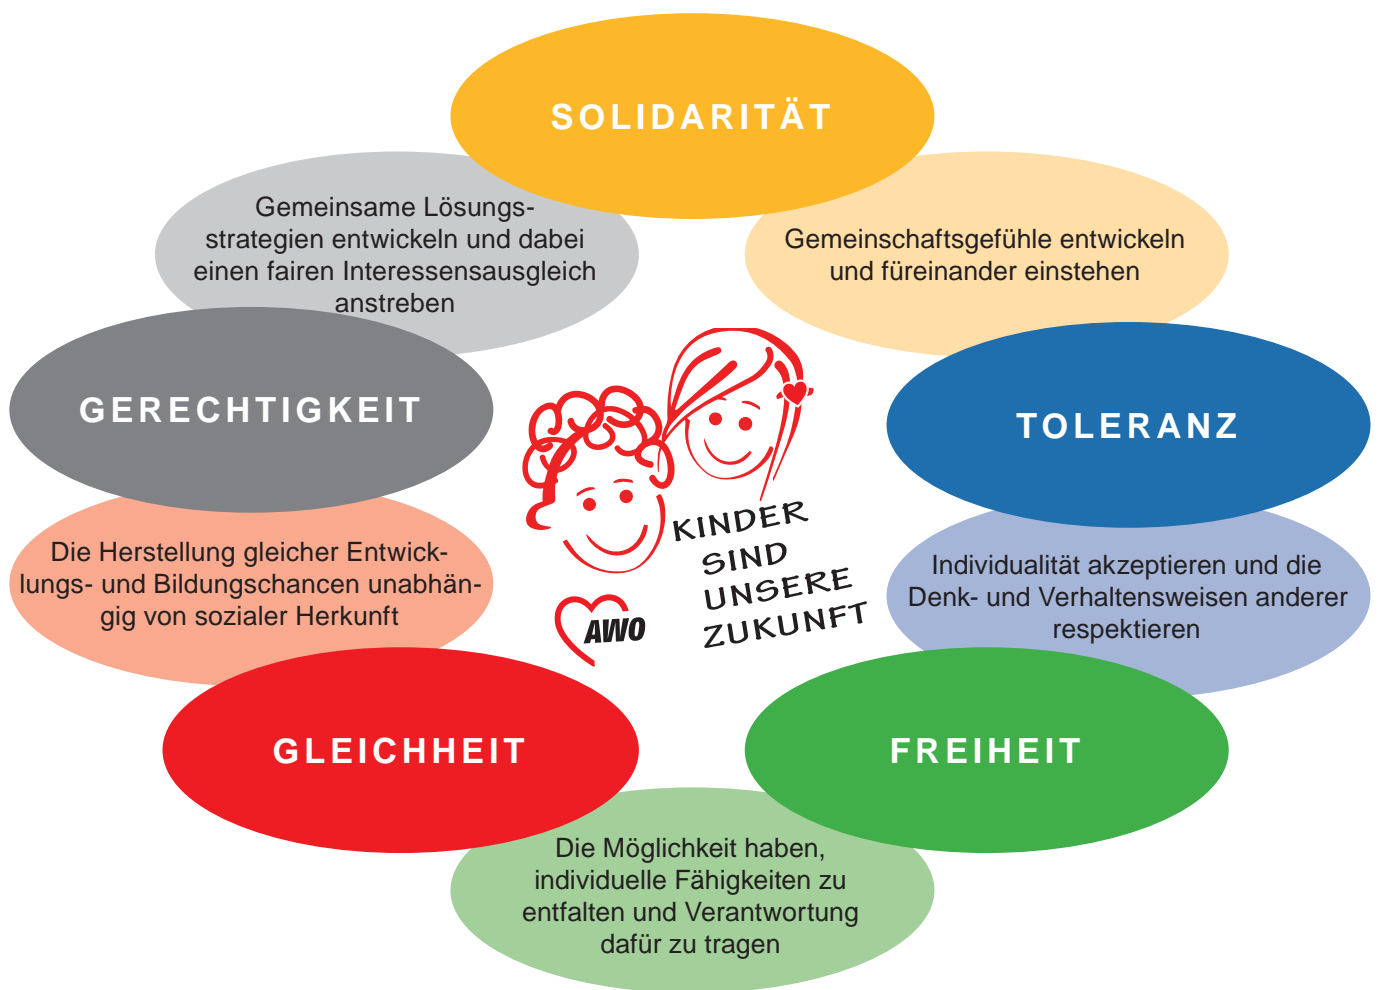 SOLIDARITÄT
Gemeinschaftsgefühle entwickeln
und füreinander einstehen
TOLERANZ
Individualität akzeptieren und die
Denk- und Verhaltensweisen anderer
respektieren
FREIHEIT
Die Möglichkeit haben,
individuelle Fähigkeiten zu
entfalten und Verantwortung
dafür zu tragen
GLEICHHEIT
Die Herstellung gleicher Entwick-
lungs- und Bildungschancen unabhän-
gig von sozialer Herkunft
GERECHTIGKEIT
Gemeinsame Lösungs-
strategien entwickeln und dabei
einen fairen Interessensausgleich
anstreben
KINDER
SIND
UNSERE
ZUKUNFT
AWO